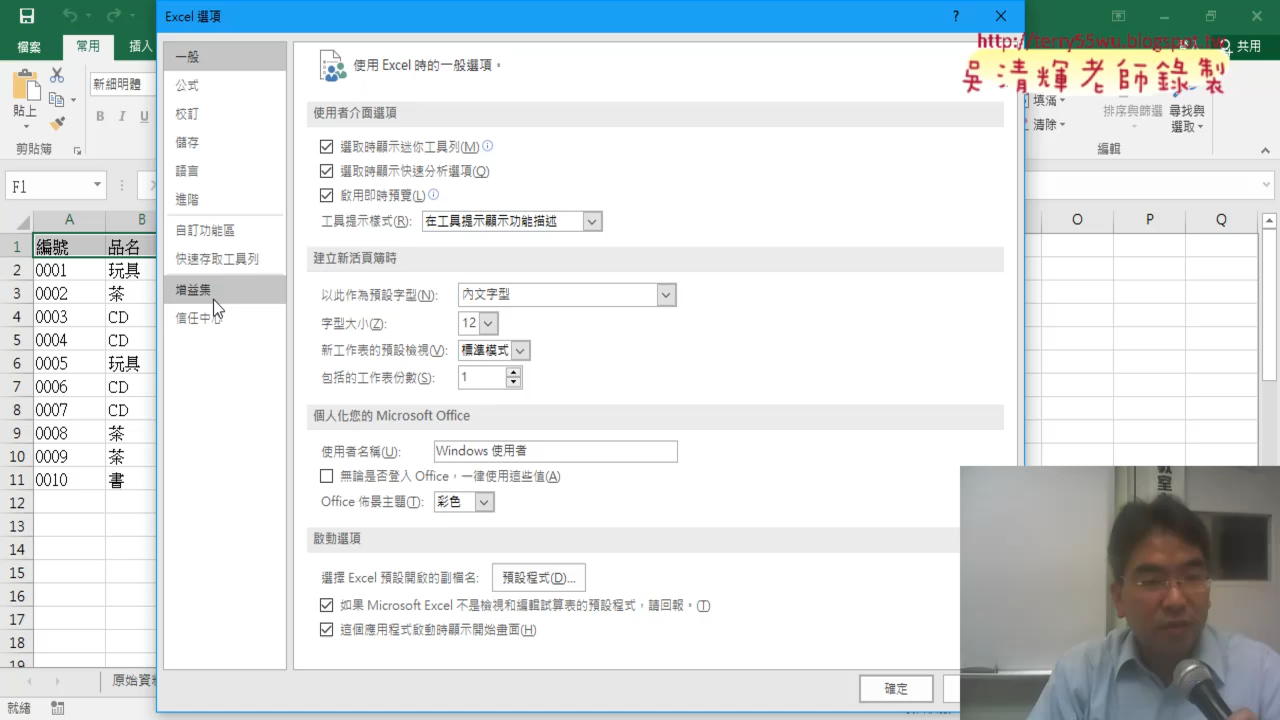 Excel 選項
?
檔案
常用
插入
共用
http://terry55wu.blogspot.tw
吳清輝老師錄製
貼上
新細明體
B I U
剪貼簿
填滿
清除
排序與篩選
尋找與
選取
編輯
F1
一般
公式
校訂
儲存
語言
進階
自訂功能區
快速存取工具列
增益集
信任中心
使用 Excel 時的一般選項。
使用者介面選項
選取時顯示迷你工具列(M)
選取時顯示快速分析選項(Q)
啟用即時預覽(L)
工具提示樣式(R): 在工具提示顯示功能描述
建立新活頁簿時
以此作為預設字型(N): 內文字型
字型大小(Z): 12
新工作表的預設檢視(V): 標準模式
包括的工作表份數(S): 1
個人化您的 Microsoft Office
使用者名稱(U): Windows 使用者
無論是否登入 Office，一律使用這些值(A)
Office 佈景主題(T): 彩色
啟動選項
選擇 Excel 預設開啟的副檔名: 預設程式(D)...
如果 Microsoft Excel 不是檢視和編輯試算表的預設程式，請回報。(T)
這個應用程式啟動時顯示開始畫面(H)
確定
A B O P Q
1 編號 品名
2 0001 玩具
3 0002 茶
4 0003 CD
5 0004 CD
6 0005 玩具
7 0006 CD
8 0007 CD
9 0008 茶
10 0009 茶
11 0010 書
12
13
14
15
16
17
18
19
原始資
就緒
教室